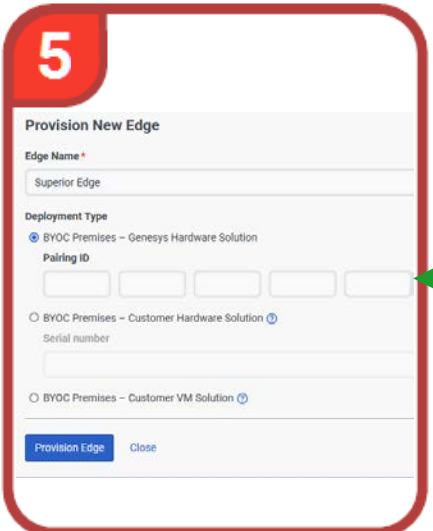 5
Provision New Edge
Edge Name *
Superior Edge
Deployment Type
BYOC Premises – Genesys Hardware Solution
Pairing ID
BYOC Premises – Customer Hardware Solution ?
Serial number
BYOC Premises – Customer VM Solution ?
Provision Edge Close